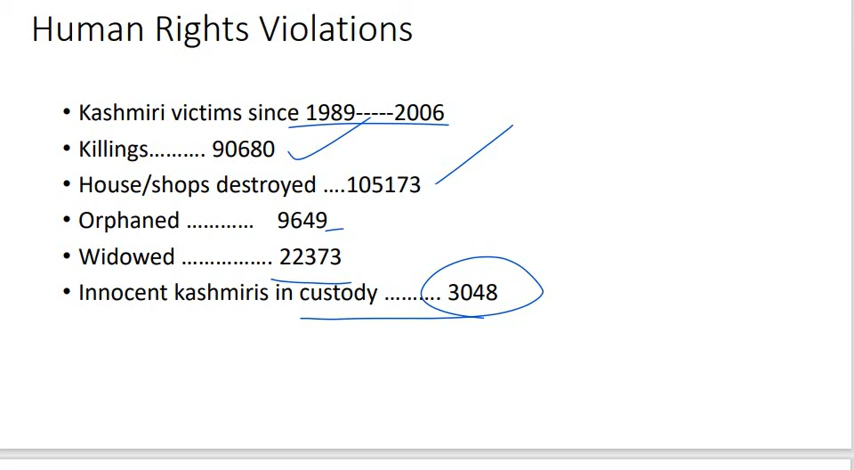 Human Rights Violations
• Kashmiri victims since 1989-----2006
• Killings.......... 90680
• House/shops destroyed ....105173
• Orphaned ............ 9649
• Widowed ................ 22373
• Innocent kashmiris in custody .......... 3048